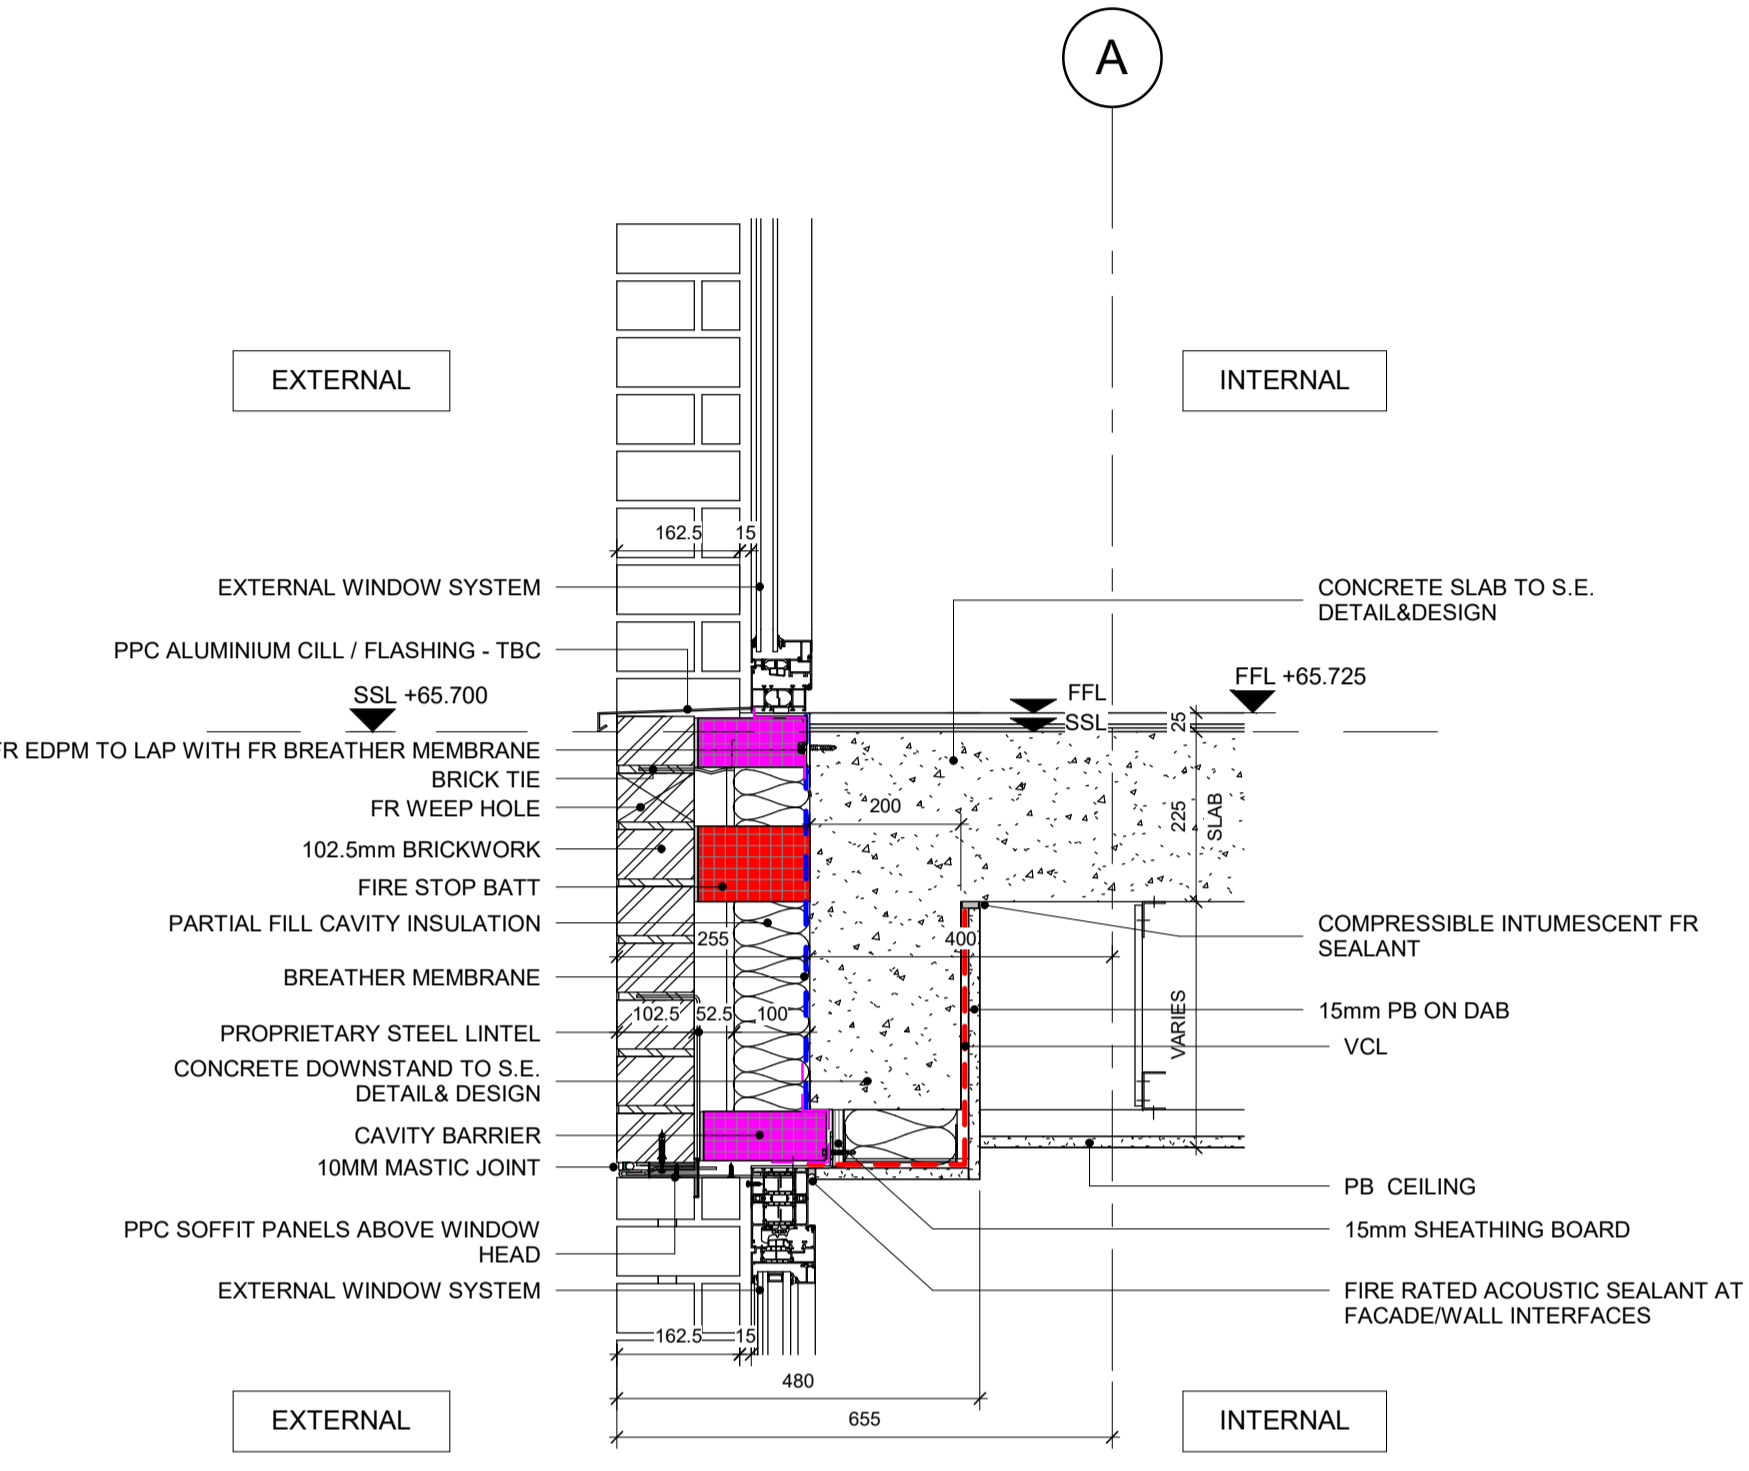 A
EXTERNAL
INTERNAL
162.5
15
EXTERNAL WINDOW SYSTEM
CONCRETE SLAB TO S.E.
DETAIL&DESIGN
PPC ALUMINIUM CILL / FLASHING - TBC
SSL +65.700
FFL
FFL +65.725
SSL
25
FR EDPM TO LAP WITH FR BREATHER MEMBRANE
BRICK TIE
FR WEEP HOLE
200
225
SLAB
102.5mm BRICKWORK
FIRE STOP BATT
PARTIAL FILL CAVITY INSULATION
255
400
COMPRESSIBLE INTUMESCENT FR
SEALANT
BREATHER MEMBRANE
102.5
52.5
100
15mm PB ON DAB
VARIES
PROPRIETARY STEEL LINTEL
VCL
CONCRETE DOWNSTAND TO S.E.
DETAIL& DESIGN
CAVITY BARRIER
10MM MASTIC JOINT
PB CEILING
PPC SOFFIT PANELS ABOVE WINDOW
HEAD
15mm SHEATHING BOARD
EXTERNAL WINDOW SYSTEM
FIRE RATED ACOUSTIC SEALANT AT
FACADE/WALL INTERFACES
162.5
15
480
655
EXTERNAL
INTERNAL